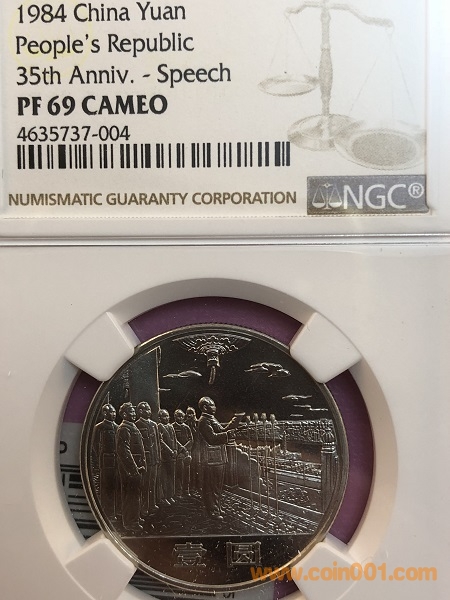 1984 China Yuan
People's Republic
35th Anniv. - Speech
PF 69 CAMEO
4635737-004
NUMISMATIC GUARANTY CORPORATION
NGC®
壹 圆
www.coin001.com